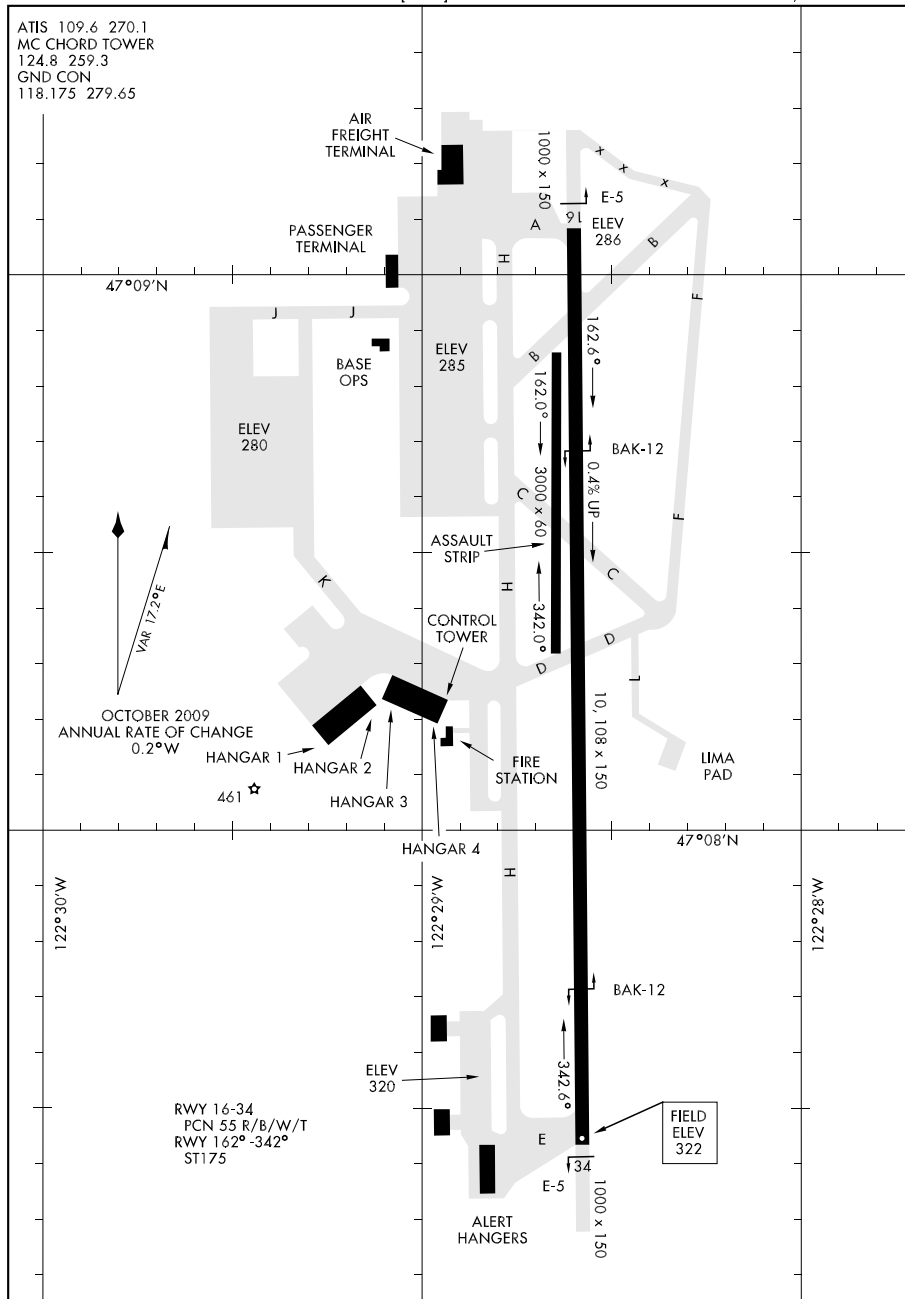 ATIS 109.6 270.1
MC CHORD TOWER
124.8 259.3
GND CON
118.175 279.65
AIR
FREIGHT
TERMINAL
1000 x 150
x
x
x
E-5
16
A
ELEV
286
PASSENGER
TERMINAL
H
B
47°09'N
F
J
J
162.6°
BASE
OPS
ELEV
285
B
162.0°
ELEV
280
BAK-12
C
3000 x 60
0.4% UP
F
ASSAULT
STRIP
C
K
H
342.0°
VAR 17.2°E
CONTROL
TOWER
D
D
L
OCTOBER 2009
ANNUAL RATE OF CHANGE
0.2°W
10, 108 x 150
HANGAR 1
HANGAR 2
FIRE
STATION
LIMA
PAD
461
HANGAR 3
HANGAR 4
47°08'N
H
122°30'W
122°29'W
122°28'W
BAK-12
342.6°
ELEV
320
RWY 16-34
PCN 55 R/B/W/T
RWY 162° -342°
ST175
FIELD
ELEV
322
E
34
E-5
1000 x 150
ALERT
HANGERS